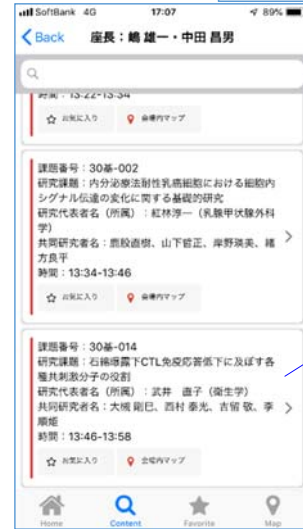 SoftBank 4G 17:07 89%
Back 座長：嶋 雄一・中田 昌男
時間：13:22-13:34
お気に入り 会場内マップ
課題番号：30基-002
研究課題：内分泌療法耐性乳癌細胞における細胞内
シグナル伝達の変化に関する基礎的研究
研究代表者名（所属）：紅林淳一（乳腺甲状腺外科
学）
共同研究者名：鹿股直樹、山下哲正、岸野瑛美、緒
方良平
時間：13:34-13:46
お気に入り 会場内マップ
課題番号：30基-014
研究課題：石綿曝露下CTL免疫応答低下に及ぼす各
種共刺激分子の役割
研究代表者名（所属）：武井 直子（衛生学）
共同研究者名：大槻 剛巳、西村 泰光、吉留 敬、李
順姫
時間：13:46-13:58
お気に入り 会場内マップ
Home Content Favorite Map